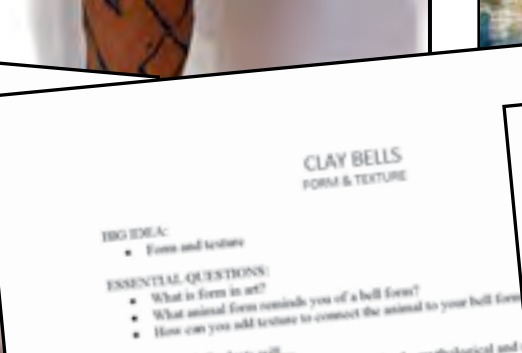 CLAY BELLS
FORM & TEXTURE
BIG IDEA:
• Form and texture
ESSENTIAL QUESTIONS:
• What is form in art?
• What animal form reminds you of a bell form?
• How can you add texture to connect the animal to your bell form